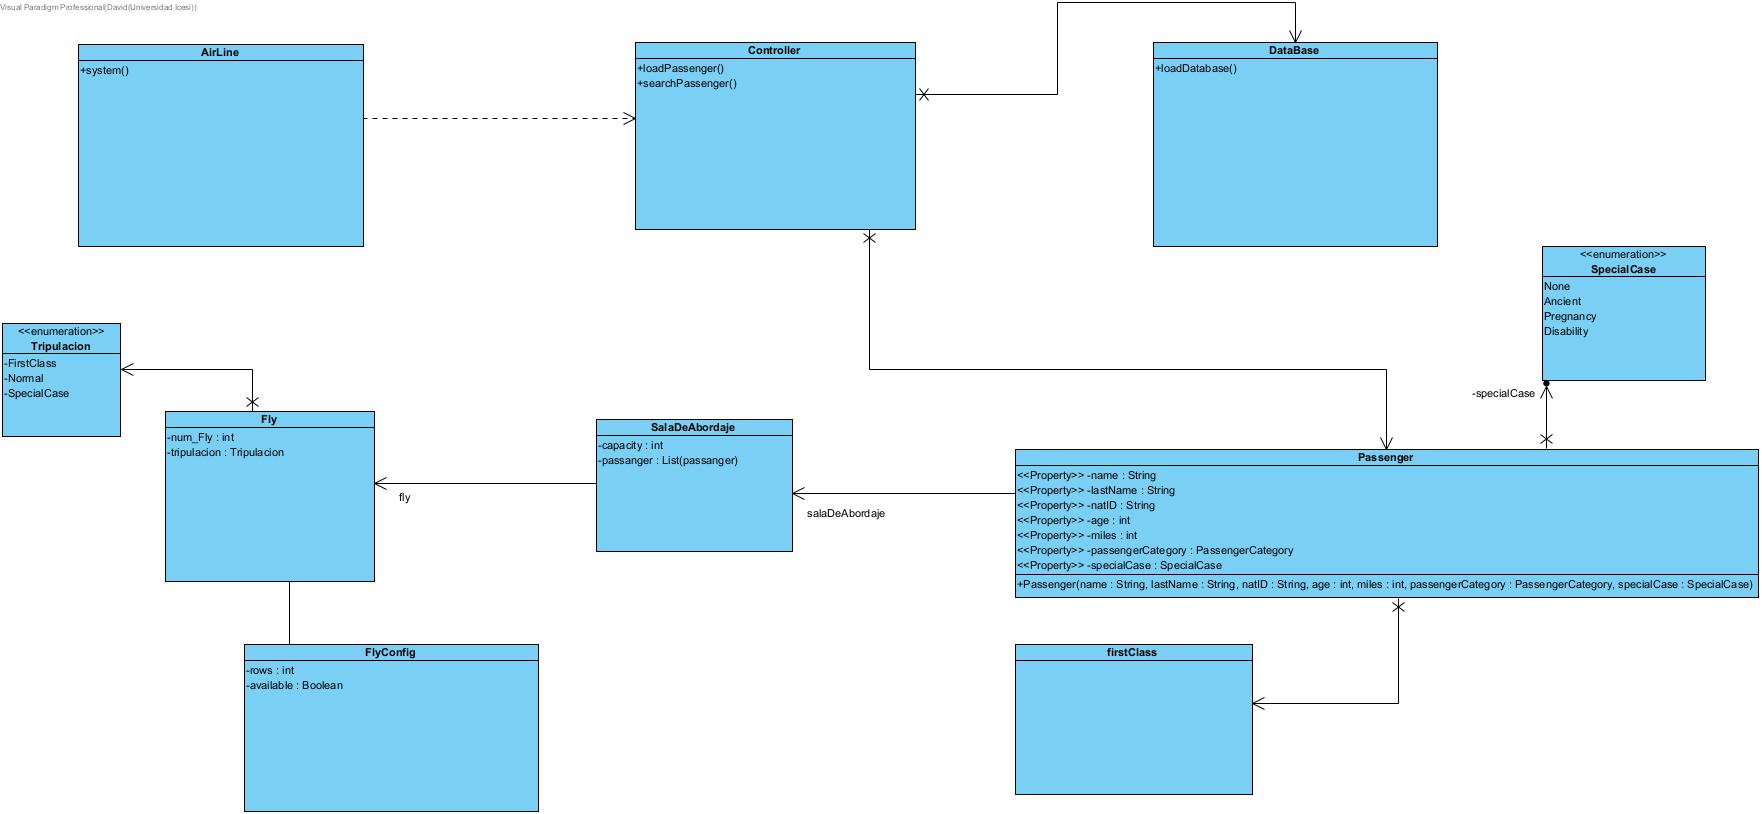 Visual Paradigm Professional(David(Universidad Icesi))
AirLine
+system()
Controller
+loadPassenger()
+searchPassenger()
DataBase
+loadDatabase()
<<enumeration>>
SpecialCase
None
Ancient
Pregnancy
Disability
-specialCase
<<enumeration>>
Tripulacion
-FirstClass
-Normal
-SpecialCase
Fly
-num_Fly : int
-tripulacion : Tripulacion
fly
SalaDeAbordaje
-capacity : int
-passanger : List(passanger)
salaDeAbordaje
Passenger
<<Property>> -name : String
<<Property>> -lastName : String
<<Property>> -natID : String
<<Property>> -age : int
<<Property>> -miles : int
<<Property>> -passengerCategory : PassengerCategory
<<Property>> -specialCase : SpecialCase
+Passenger(name : String, lastName : String, natID : String, age : int, miles : int, passengerCategory : PassengerCategory, specialCase : SpecialCase)
FlyConfig
-rows : int
-available : Boolean
firstClass